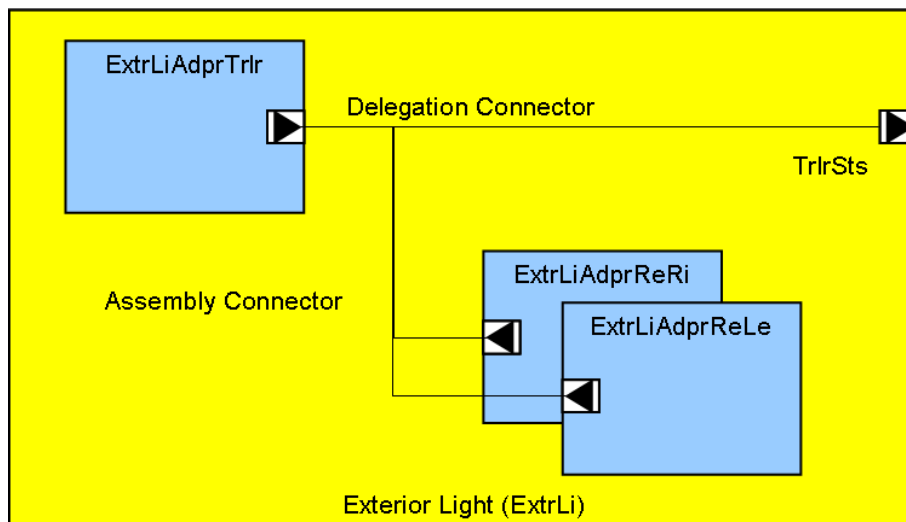 ExtrLiAdprTrlr
Delegation Connector
TrlrSts
ExtrLiAdprReRi
Assembly Connector
ExtrLiAdprReLe
Exterior Light (ExtrLi)